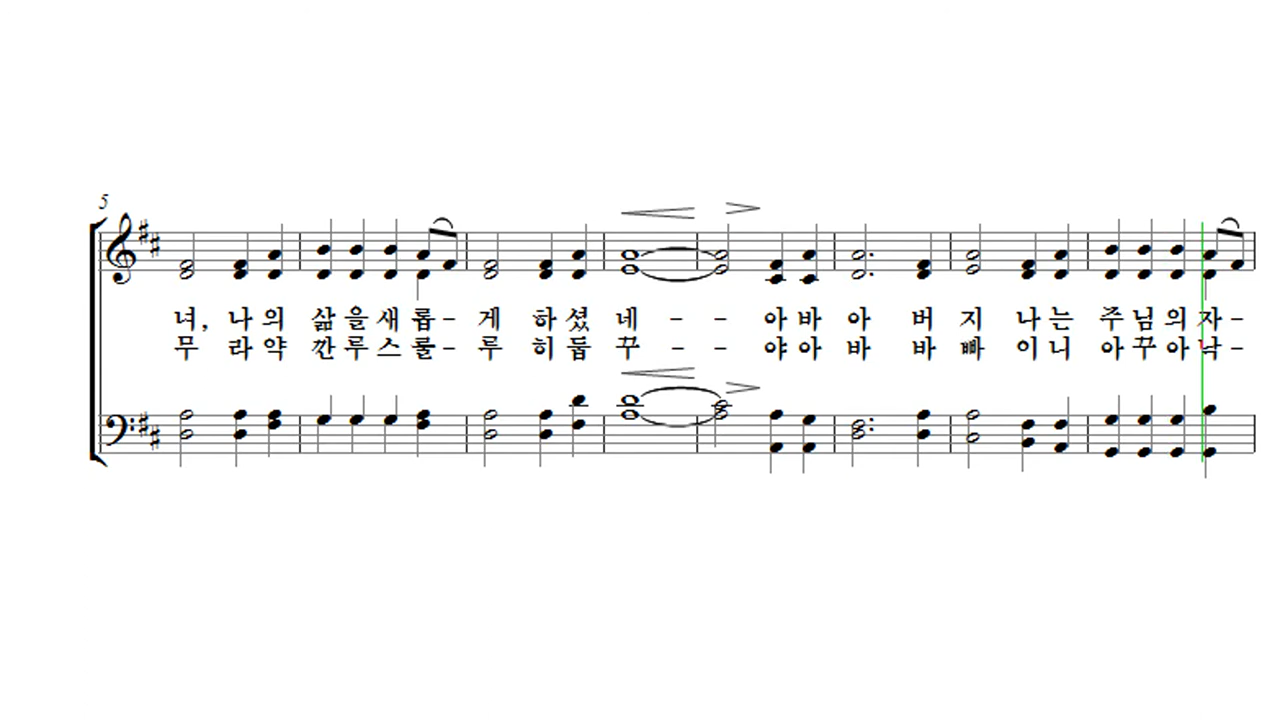 5
녀, 나 의 삶 을 새 롭 - 게 하 셨 네 - - 아 바 아 버 지 나 는 주 님 의 자 -
무 라 약 깐 루 스 룰 - 루 히 둡 꾸 - - 야 아 바 바 빠 이 니 아 꾸 아 낙 -